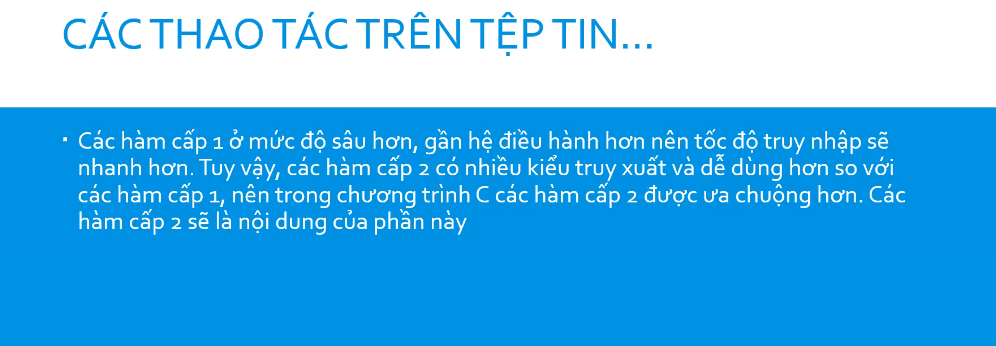 CÁC THAO TÁC TRÊN TỆP TIN...
▪ Các hàm cấp 1 ở mức độ sâu hơn, gần hệ điều hành hơn nên tốc độ truy nhập sẽ
nhanh hơn. Tuy vậy, các hàm cấp 2 có nhiều kiểu truy xuất và dễ dùng hơn so với
các hàm cấp 1, nên trong chương trình C các hàm cấp 2 được ưa chuộng hơn. Các
hàm cấp 2 sẽ là nội dung của phần này